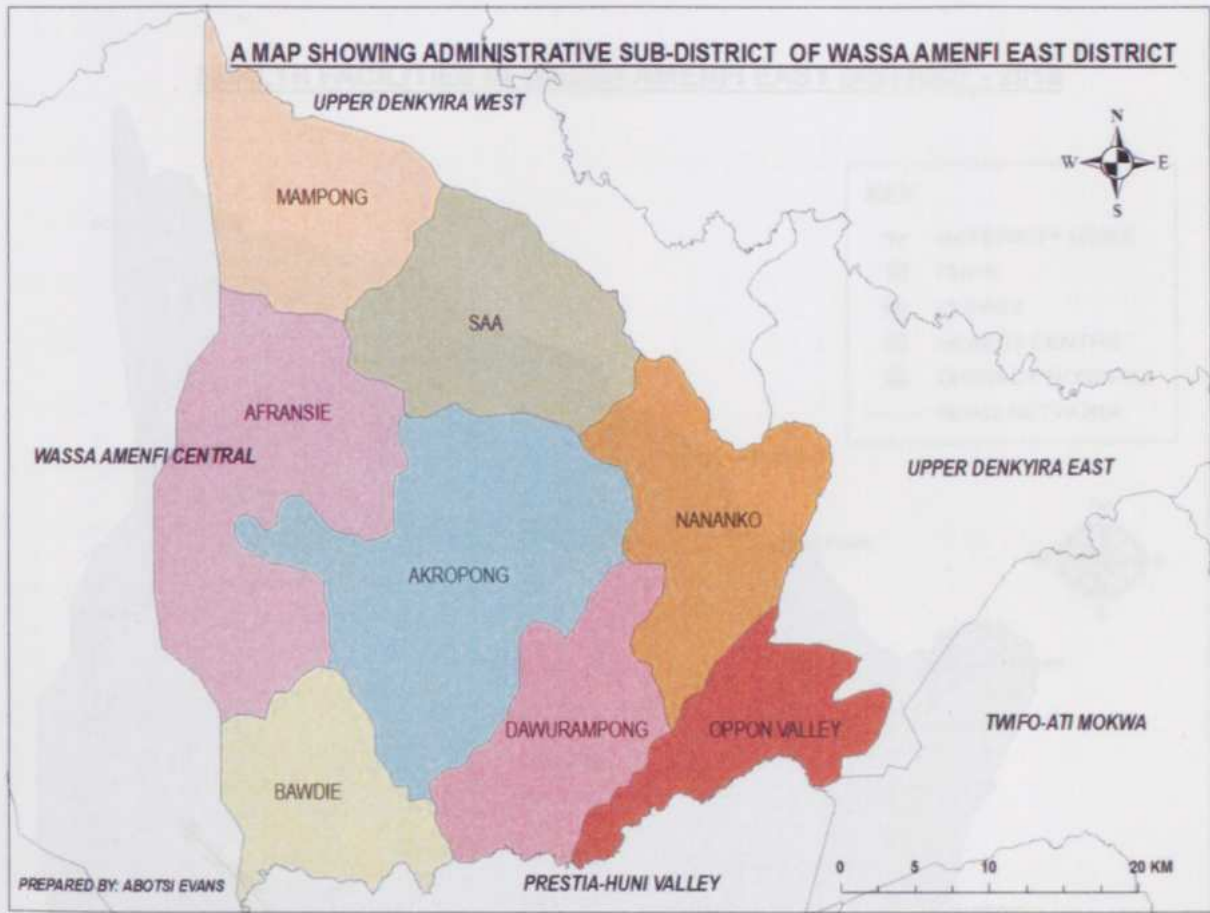 A MAP SHOWING ADMINISTRATIVE SUB-DISTRICT OF WASSA AMENFI EAST DISTRICT
UPPER DENKYIRA WEST
N
W E
S
MAMPONG
SAA
AFRANSIE
WASSA AMENFI CENTRAL
UPPER DENKYIRA EAST
NANANKO
AKROPONG
DAWURAMPONG
OPPON VALLEY
TWIFO-ATI MOKWA
BAWDIE
0 5 10 20 KM
PREPARED BY: ABOTSI EVANS
PRESTIA-HUNI VALLEY